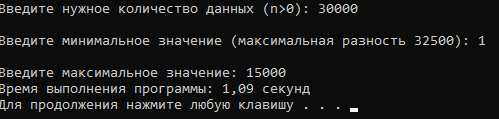 Введите нужное количество данных (n>0): 30000
Введите минимальное значение (максимальная разность 32500): 1
Введите максимальное значение: 15000
Время выполнения программы: 1,09 секунд
Для продолжения нажмите любую клавишу . . .